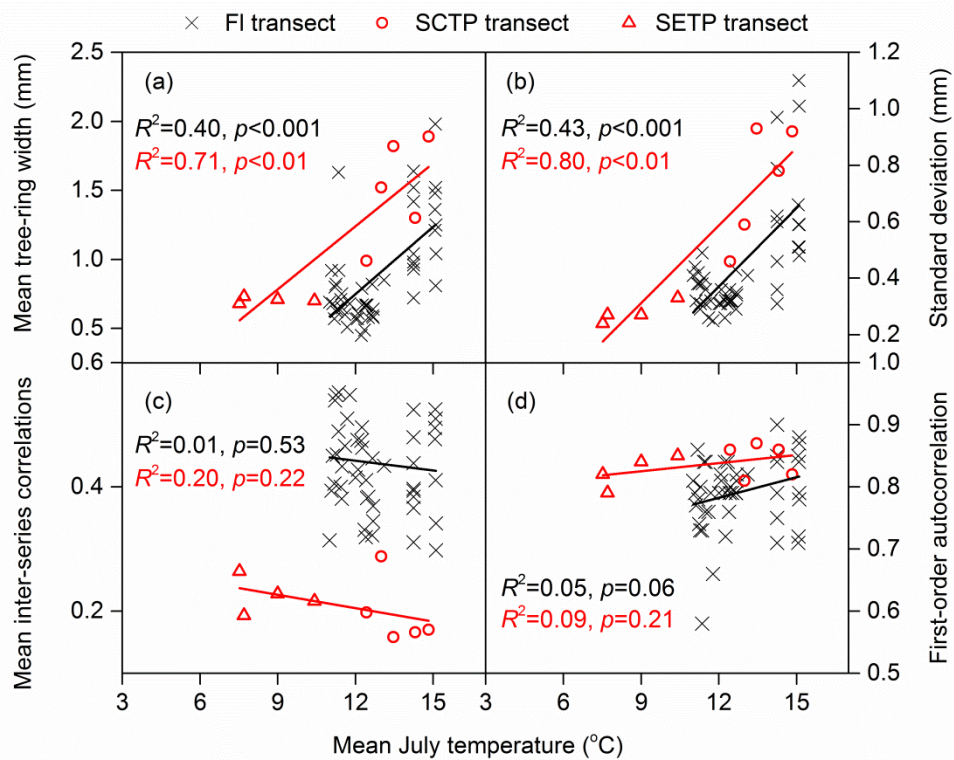 FI transect SCTP transect SETP transect
2.5
2.0
1.5
1.0
0.5
0.6
Mean tree-ring width (mm)
(a)
R²=0.40, p<0.001
R²=0.71, p<0.01
(b)
R²=0.43, p<0.001
R²=0.80, p<0.01
1.2
1.0
0.8
0.6
0.4
0.2
1.0
Standard deviation (mm)
0.4
0.2
Mean inter-series correlations
(c)
R²=0.01, p=0.53
R²=0.20, p=0.22
(d)
R²=0.05, p=0.06
R²=0.09, p=0.21
0.9
0.8
0.7
0.6
0.5
First-order autocorrelation
3 6 9 12 15 3 6 9 12 15
Mean July temperature (°C)